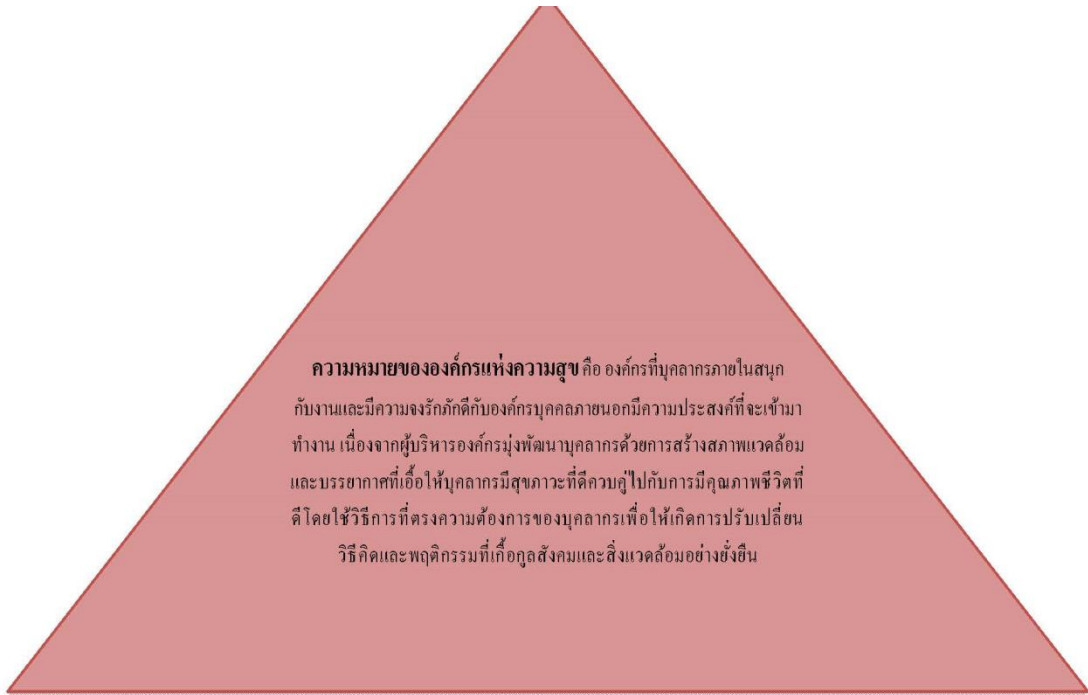 ความหมายขององค์กรแห่งความสุข คือ องค์กรที่บุคลากรภายในสนุก
กับงานและมีความจงรักภักดีกับองค์กรบุคคลภายนอกมีความประสงค์ที่จะเข้ามา
ทำงาน เนื่องจากผู้บริหารองค์กรมุ่งพัฒนาบุคลากรด้วยการสร้างสภาพแวดล้อม
และบรรยากาศที่เอื้อให้บุคลากรมีสุขภาวะที่ดีควบคู่ไปกับการมีคุณภาพชีวิตที่
ดีโดยใช้วิธีการที่ตรงความต้องการของบุคลากรเพื่อให้เกิดการปรับเปลี่ยน
วิธีคิดและพฤติกรรมที่เกื้อกูลสังคมและสิ่งแวดล้อมอย่างยั่งยืน